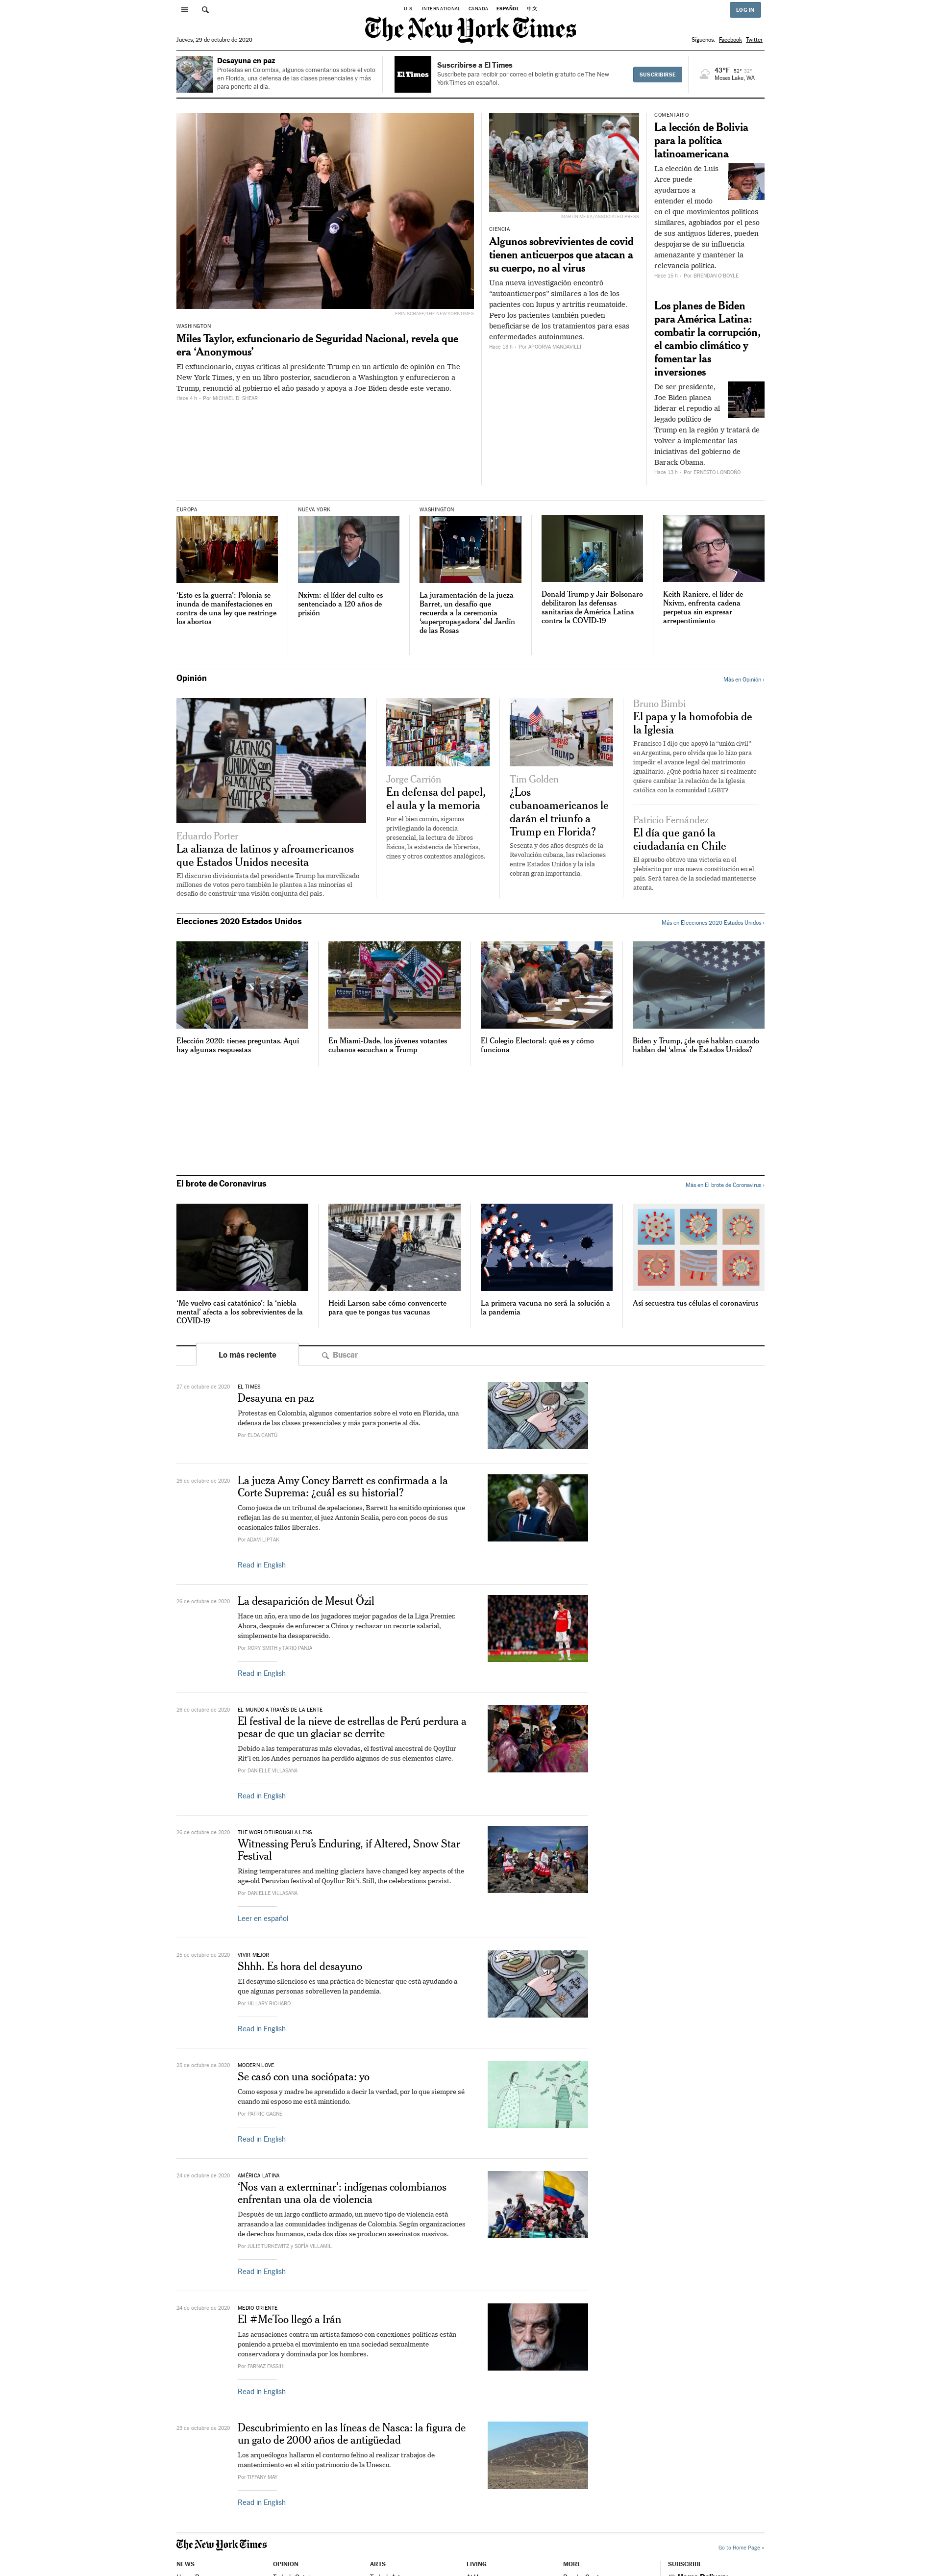 U.S. INTERNATIONAL CANADA ESPAÑOL 中文
LOG IN
The New York Times
Jueves, 29 de octubre de 2020
Síguenos: Facebook Twitter
Desayuna en paz
Protestas en Colombia, algunos comentarios sobre el voto
en Florida, una defensa de las clases presenciales y más
para ponerte al día.
El Times
Suscribirse a El Times
Suscríbete para recibir por correo el boletín gratuito de The New
York Times en español.
SUSCRIBIRSE
43°F 52° 32°
Moses Lake, WA
ERIN SCHAFF/THE NEW YORK TIMES
WASHINGTON
Miles Taylor, exfuncionario de Seguridad Nacional, revela que
era ‘Anonymous’
El exfuncionario, cuyas críticas al presidente Trump en un artículo de opinión en The
New York Times, y en un libro posterior, sacudieron a Washington y enfurecieron a
Trump, renunció al gobierno el año pasado y apoya a Joe Biden desde este verano.
Hace 4 h - Por MICHAEL D. SHEAR
MARTIN MEJIA/ASSOCIATED PRESS
CIENCIA
Algunos sobrevivientes de covid
tienen anticuerpos que atacan a
su cuerpo, no al virus
Una nueva investigación encontró
“autoanticuerpos” similares a los de los
pacientes con lupus y artritis reumatoide.
Pero los pacientes también pueden
beneficiarse de los tratamientos para esas
enfermedades autoinmunes.
Hace 13 h - Por APOORVA MANDAVILLI
COMENTARIO
La lección de Bolivia
para la política
latinoamericana
La elección de Luis
Arce puede
ayudarnos a
entender el modo
en el que movimientos políticos
similares, agobiados por el peso
de sus antiguos líderes, pueden
despojarse de su influencia
amenazante y mantener la
relevancia política.
Hace 15 h - Por BRENDAN O'BOYLE
Los planes de Biden
para América Latina:
combatir la corrupción,
el cambio climático y
fomentar las
inversiones
De ser presidente,
Joe Biden planea
liderar el repudio al
legado político de
Trump en la región y tratará de
volver a implementar las
iniciativas del gobierno de
Barack Obama.
Hace 13 h - Por ERNESTO LONDOÑO
EUROPA
‘Esto es la guerra’: Polonia se
inunda de manifestaciones en
contra de una ley que restringe
los abortos
NUEVA YORK
Nxivm: el líder del culto es
sentenciado a 120 años de
prisión
WASHINGTON
La juramentación de la jueza
Barret, un desafío que
recuerda a la ceremonia
‘superpropagadora’ del Jardín
de las Rosas
Donald Trump y Jair Bolsonaro
debilitaron las defensas
sanitarias de América Latina
contra la COVID-19
Keith Raniere, el líder de
Nxivm, enfrenta cadena
perpetua sin expresar
arrepentimiento
Opinión
Más en Opinión ›
LATINOS
UNIDOS con
BLACK LIVES
MATTER
Eduardo Porter
La alianza de latinos y afroamericanos
que Estados Unidos necesita
El discurso divisionista del presidente Trump ha movilizado
millones de votos pero también le plantea a las minorías el
desafío de construir una visión conjunta del país.
Jorge Carrión
En defensa del papel,
el aula y la memoria
Por el bien común, sigamos
privilegiando la docencia
presencial, la lectura de libros
físicos, la existencia de librerías,
cines y otros contextos analógicos.
TRUMP
Tim Golden
¿Los
cubanoamericanos le
darán el triunfo a
Trump en Florida?
Sesenta y dos años después de la
Revolución cubana, las relaciones
entre Estados Unidos y la isla
cobran gran importancia.
Bruno Bimbi
El papa y la homofobia de
la Iglesia
Francisco I dijo que apoyó la “unión civil”
en Argentina, pero olvida que lo hizo para
impedir el avance legal del matrimonio
igualitario. ¿Qué podría hacer si realmente
quiere cambiar la relación de la Iglesia
católica con la comunidad LGBT?
Patricio Fernández
El día que ganó la
ciudadanía en Chile
El apruebo obtuvo una victoria en el
plebiscito por una nueva constitución en el
país. Será tarea de la sociedad mantenerse
atenta.
Elecciones 2020 Estados Unidos
Más en Elecciones 2020 Estados Unidos ›
Elección 2020: tienes preguntas. Aquí
hay algunas respuestas
En Miami-Dade, los jóvenes votantes
cubanos escuchan a Trump
El Colegio Electoral: qué es y cómo
funciona
Biden y Trump, ¿de qué hablan cuando
hablan del ‘alma’ de Estados Unidos?
El brote de Coronavirus
Más en El brote de Coronavirus ›
‘Me vuelvo casi catatónico’: la ‘niebla
mental’ afecta a los sobrevivientes de la
COVID-19
Heidi Larson sabe cómo convencerte
para que te pongas tus vacunas
La primera vacuna no será la solución a
la pandemia
Así secuestra tus células el coronavirus
Lo más reciente
Buscar
27 de octubre de 2020
EL TIMES
Desayuna en paz
Protestas en Colombia, algunos comentarios sobre el voto en Florida, una
defensa de las clases presenciales y más para ponerte al día.
Por ELDA CANTÚ
26 de octubre de 2020
La jueza Amy Coney Barrett es confirmada a la
Corte Suprema: ¿cuál es su historial?
Como jueza de un tribunal de apelaciones, Barrett ha emitido opiniones que
reflejan las de su mentor, el juez Antonin Scalia, pero con pocos de sus
ocasionales fallos liberales.
Por ADAM LIPTAK
Read in English
26 de octubre de 2020
La desaparición de Mesut Özil
Hace un año, era uno de los jugadores mejor pagados de la Liga Premier.
Ahora, después de enfurecer a China y rechazar un recorte salarial,
simplemente ha desaparecido.
Por RORY SMITH y TARIQ PANJA
Read in English
26 de octubre de 2020
EL MUNDO A TRAVÉS DE LA LENTE
El festival de la nieve de estrellas de Perú perdura a
pesar de que un glaciar se derrite
Debido a las temperaturas más elevadas, el festival ancestral de Qoyllur
Rit’i en los Andes peruanos ha perdido algunos de sus elementos clave.
Por DANIELLE VILLASANA
Read in English
26 de octubre de 2020
THE WORLD THROUGH A LENS
Witnessing Peru’s Enduring, if Altered, Snow Star
Festival
Rising temperatures and melting glaciers have changed key aspects of the
age-old Peruvian festival of Qoyllur Rit’i. Still, the celebrations persist.
Por DANIELLE VILLASANA
Leer en español
25 de octubre de 2020
VIVIR MEJOR
Shhh. Es hora del desayuno
El desayuno silencioso es una práctica de bienestar que está ayudando a
que algunas personas sobrelleven la pandemia.
Por HILLARY RICHARD
Read in English
25 de octubre de 2020
MODERN LOVE
Se casó con una sociópata: yo
Como esposa y madre he aprendido a decir la verdad, por lo que siempre sé
cuando mi esposo me está mintiendo.
Por PATRIC GAGNE
Read in English
24 de octubre de 2020
AMÉRICA LATINA
‘Nos van a exterminar’: indígenas colombianos
enfrentan una ola de violencia
Después de un largo conflicto armado, un nuevo tipo de violencia está
arrasando a las comunidades indígenas de Colombia. Según organizaciones
de derechos humanos, cada dos días se producen asesinatos masivos.
Por JULIE TURKEWITZ y SOFÍA VILLAMIL
Read in English
24 de octubre de 2020
MEDIO ORIENTE
El #MeToo llegó a Irán
Las acusaciones contra un artista famoso con conexiones políticas están
poniendo a prueba el movimiento en una sociedad sexualmente
conservadora y dominada por los hombres.
Por FARNAZ FASSIHI
Read in English
23 de octubre de 2020
Descubrimiento en las líneas de Nasca: la figura de
un gato de 2000 años de antigüedad
Los arqueólogos hallaron el contorno felino al realizar trabajos de
mantenimiento en el sitio patrimonio de la Unesco.
Por TIFFANY MAY
Read in English
The New York Times
Go to Home Page »
NEWS OPINION ARTS LIVING MORE SUBSCRIBE